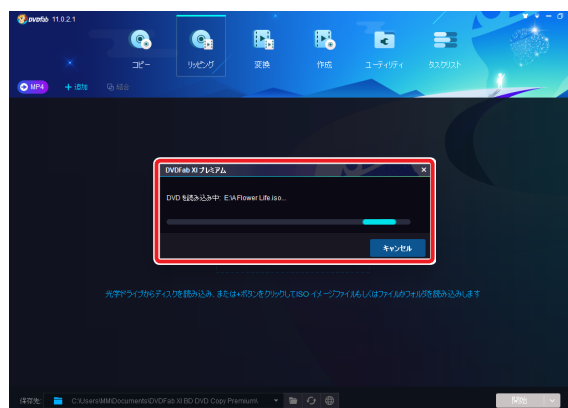 DVDFab 11.0.2.1
コピー
リッピング
変換
作成
ユーティリティ
タスクリスト
MP4
+ 追加
結合
DVDFab XI プレミアム
×
DVD を読み込み中: E:\A Flower Life.iso...
キャンセル
光学ドライブからディスクを読み込み、または+ボタンをクリックしてISO イメージファイルもしくはファイルのフォルダを読み込みします
保存先:
C:\Users\MM\Documents\DVDFab XI BD DVD Copy Premium\
開始